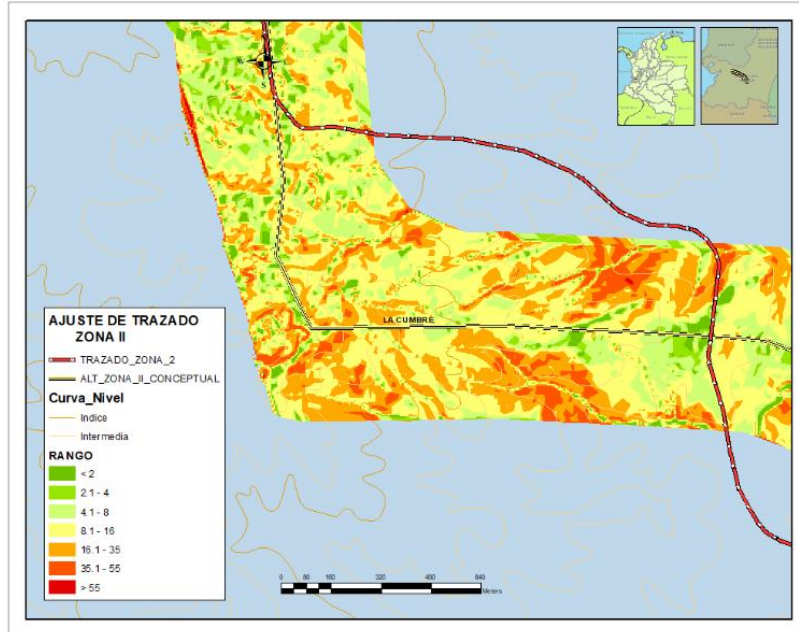 S
LA CUMBRE
AJUSTE DE TRAZADO
ZONA II
TRAZADO_ZONA_2
ALT_ZONA_II_CONCEPTUAL
Curva_Nivel
Indice
Intermedia
RANGO
< 2
2.1 - 4
4.1 - 8
8.1 - 16
16.1 - 35
35.1 - 55
> 55
0 80 160 320 480 640
Meters